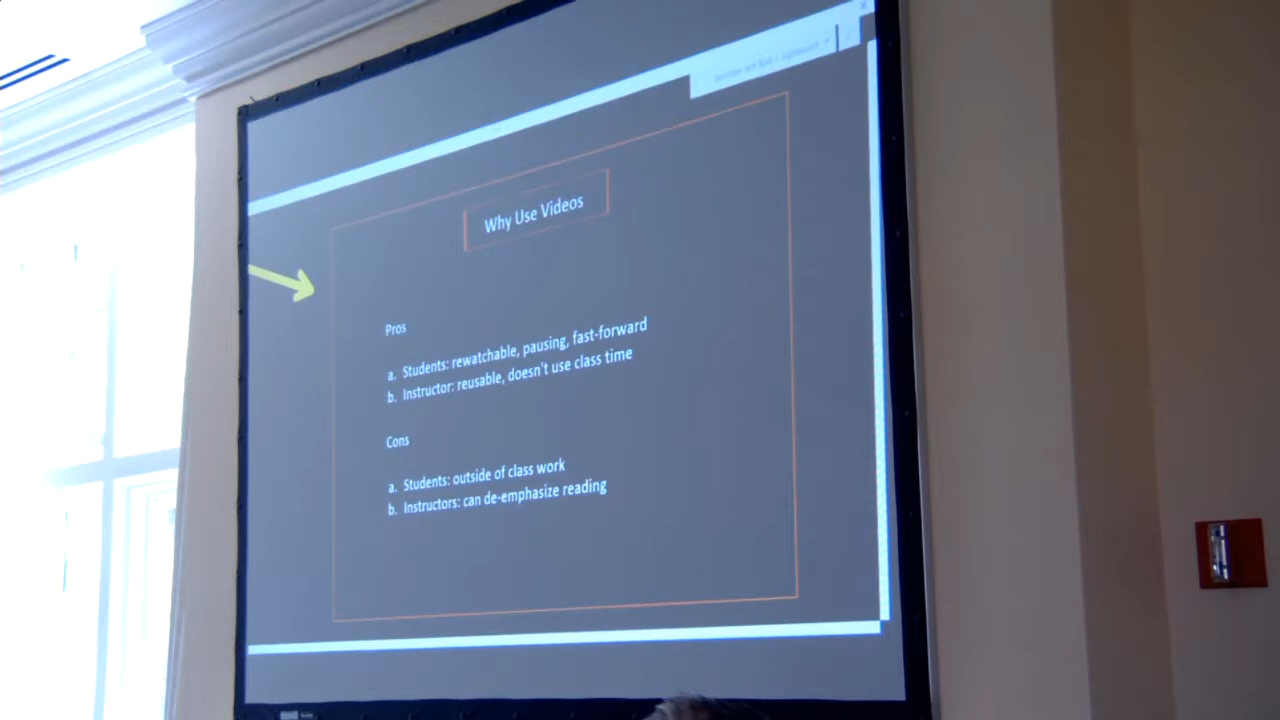 Why Use Videos
Pros
a. Students: rewatchable, pausing, fast-forward
b. Instructor: reusable, doesn't use class time
Cons
a. Students: outside of class work
b. Instructors: can de-emphasize reading